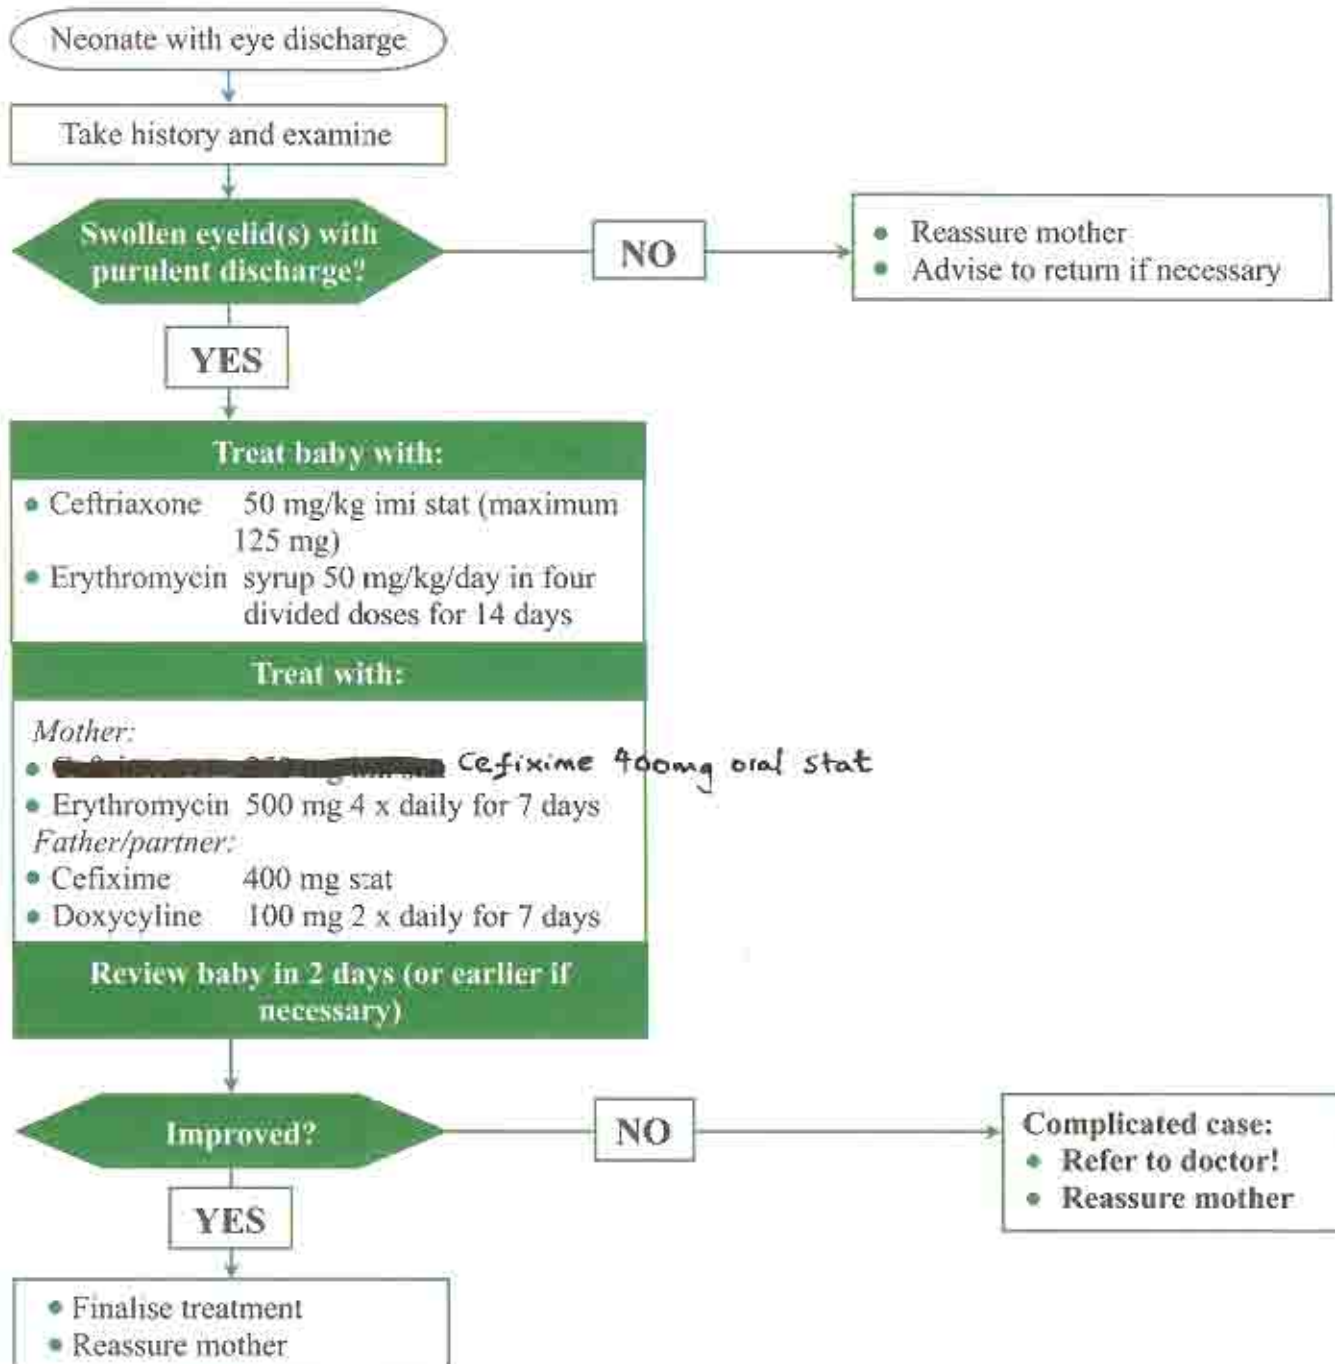 Neonate with eye discharge
Take history and examine
Swollen eyelid(s) with
purulent discharge?
NO
• Reassure mother
• Advise to return if necessary
YES
Treat baby with:
• Ceftriaxone 50 mg/kg imi stat (maximum
125 mg)
• Erythromycin syrup 50 mg/kg/day in four
divided doses for 14 days
Treat with:
Mother:
• Cefixime 400mg oral stat
• Erythromycin 500 mg 4 x daily for 7 days
Father/partner:
• Cefixime 400 mg stat
• Doxycyline 100 mg 2 x daily for 7 days
Review baby in 2 days (or earlier if
necessary)
Improved?
NO
Complicated case:
• Refer to doctor!
• Reassure mother
YES
• Finalise treatment
• Reassure mother